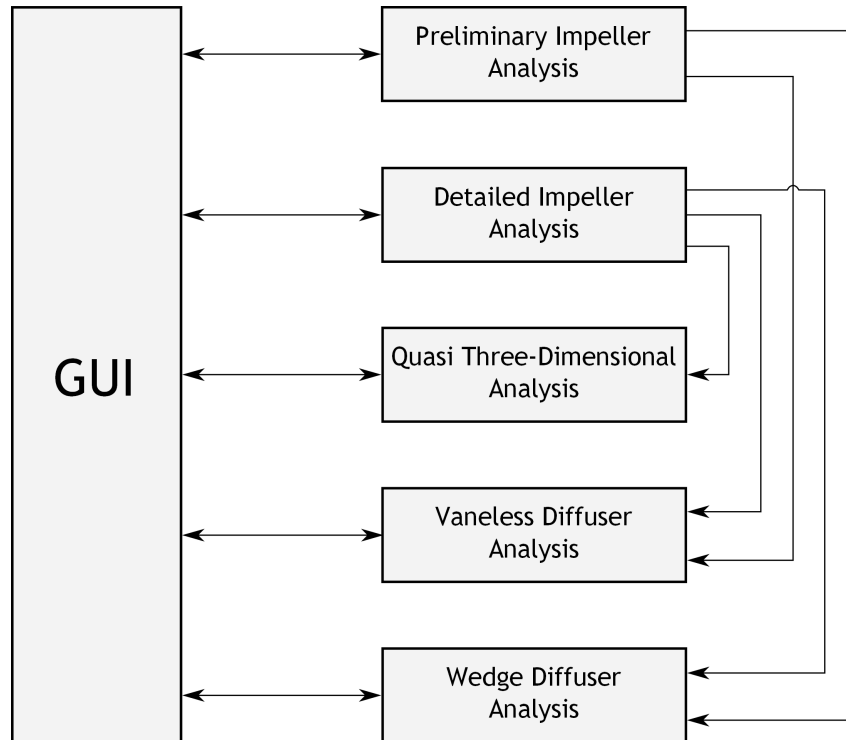 GUI
Preliminary Impeller
Analysis
Detailed Impeller
Analysis
Quasi Three-Dimensional
Analysis
Vaneless Diffuser
Analysis
Wedge Diffuser
Analysis